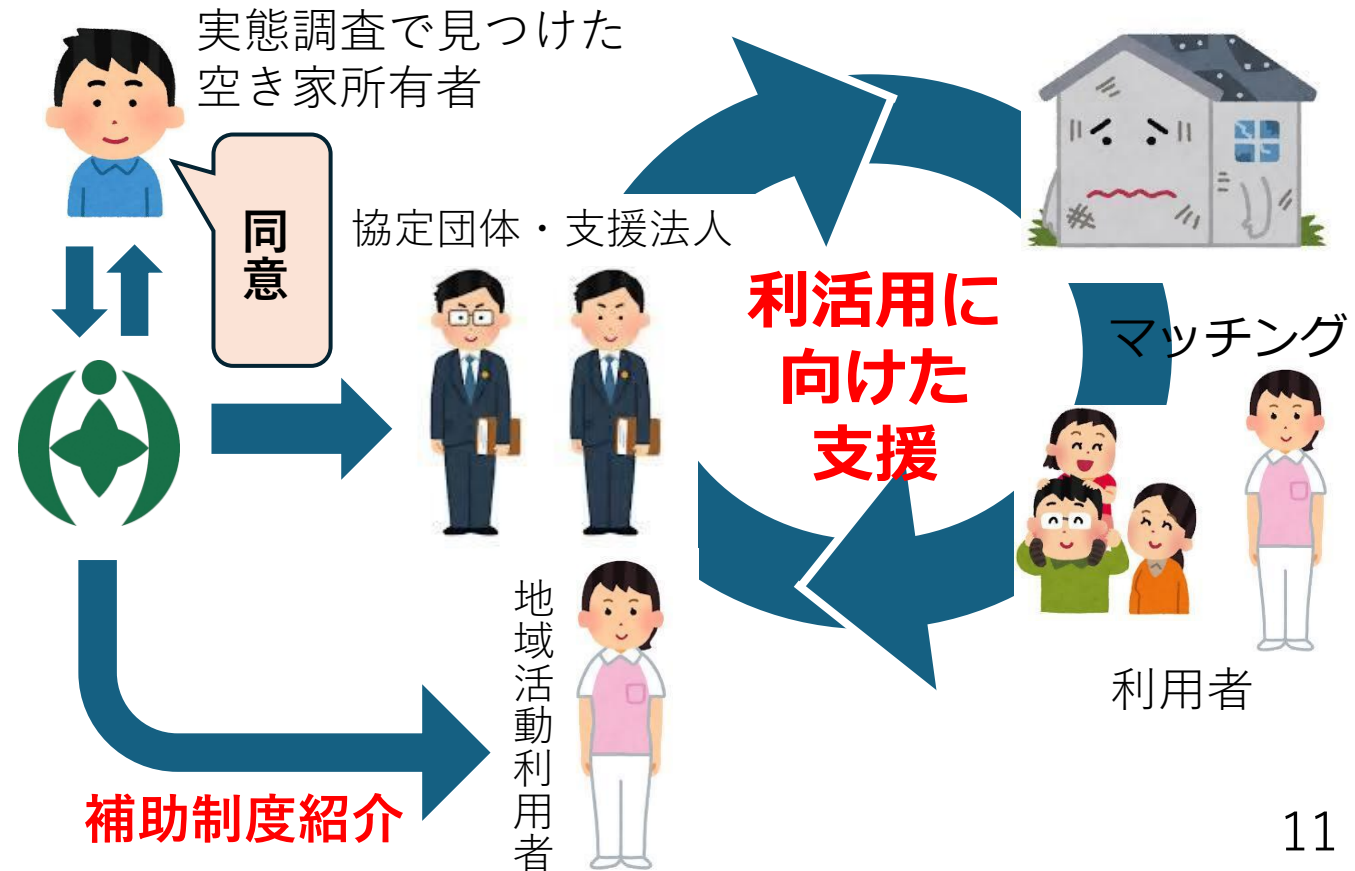 実態調査で見つけた
空き家所有者
同意
協定団体・支援法人
利活用に
向けた
支援
マッチング
利用者
地域活動利用者
補助制度紹介
11